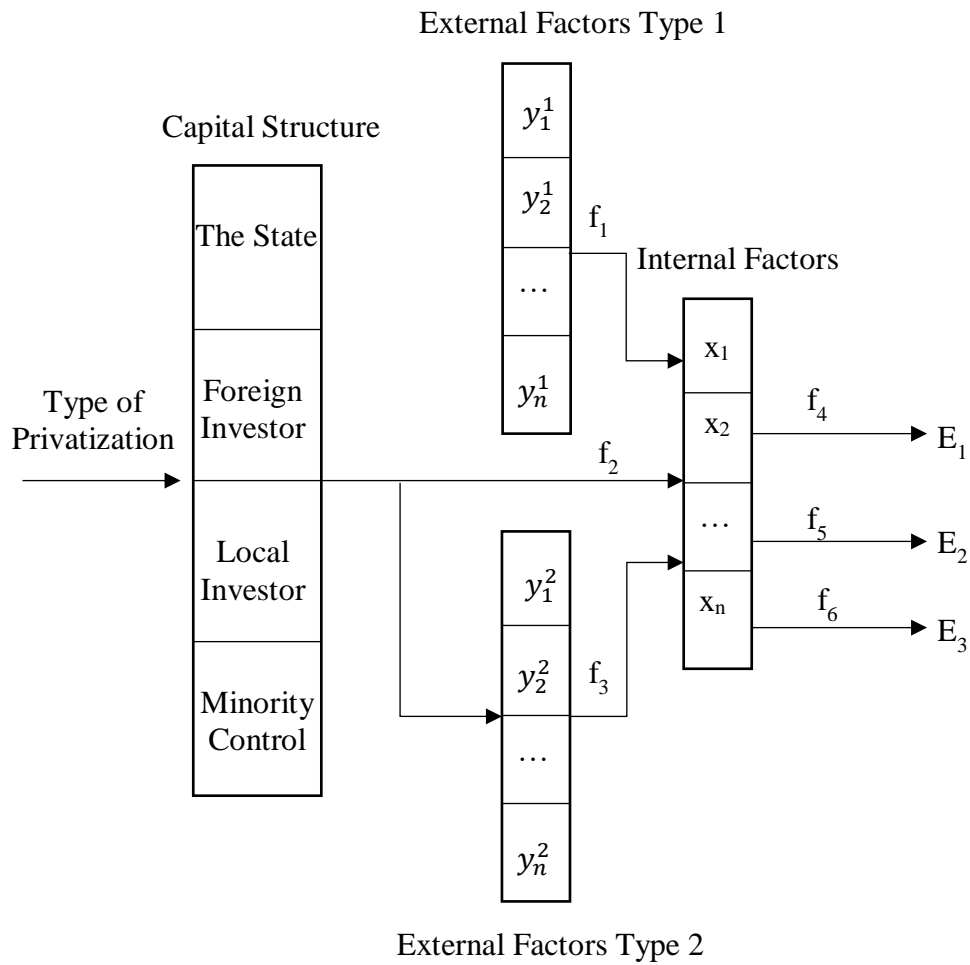 External Factors Type 1
Capital Structure
The State
Foreign
Investor
Local
Investor
Minority
Control
Type of
Privatization
y₁¹
y₂¹
…
yₙ¹
f₁
Internal Factors
x₁
x₂
…
xₙ
f₂
y₁²
y₂²
…
yₙ²
f₃
f₄
E₁
f₅
E₂
f₆
E₃
External Factors Type 2